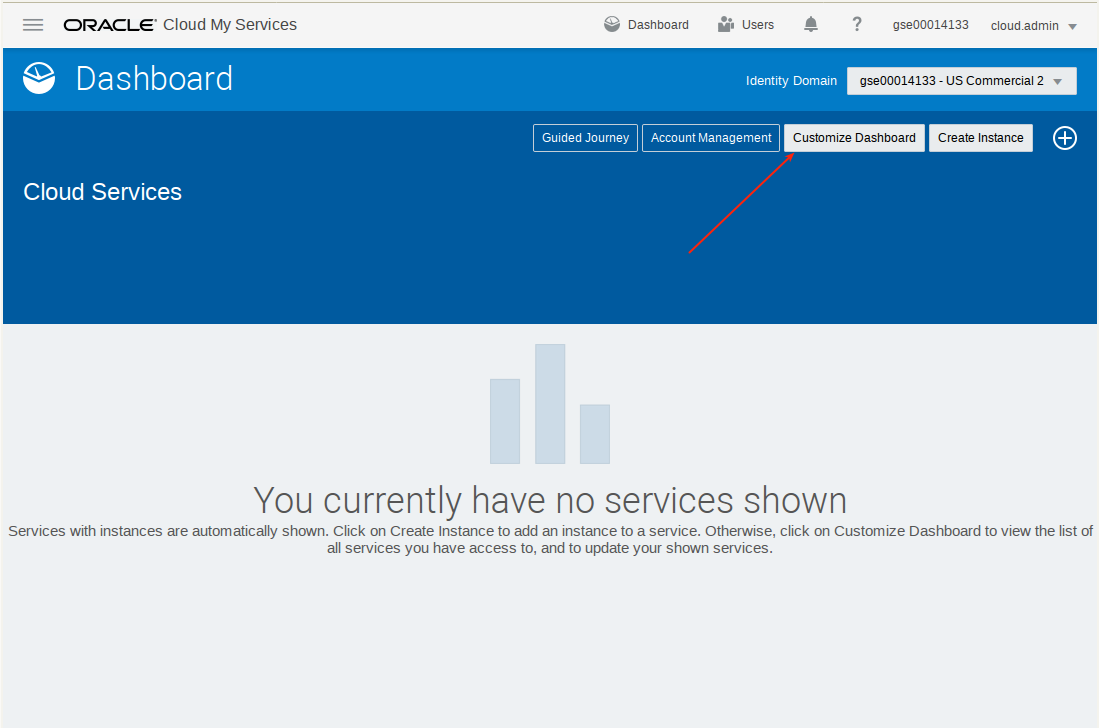 ORACLE Cloud My Services Dashboard Users ? gse00014133 cloud.admin
Dashboard Identity Domain gse00014133 - US Commercial 2
Guided Journey Account Management Customize Dashboard Create Instance
Cloud Services
You currently have no services shown
Services with instances are automatically shown. Click on Create Instance to add an instance to a service. Otherwise, click on Customize Dashboard to view the list of
all services you have access to, and to update your shown services.